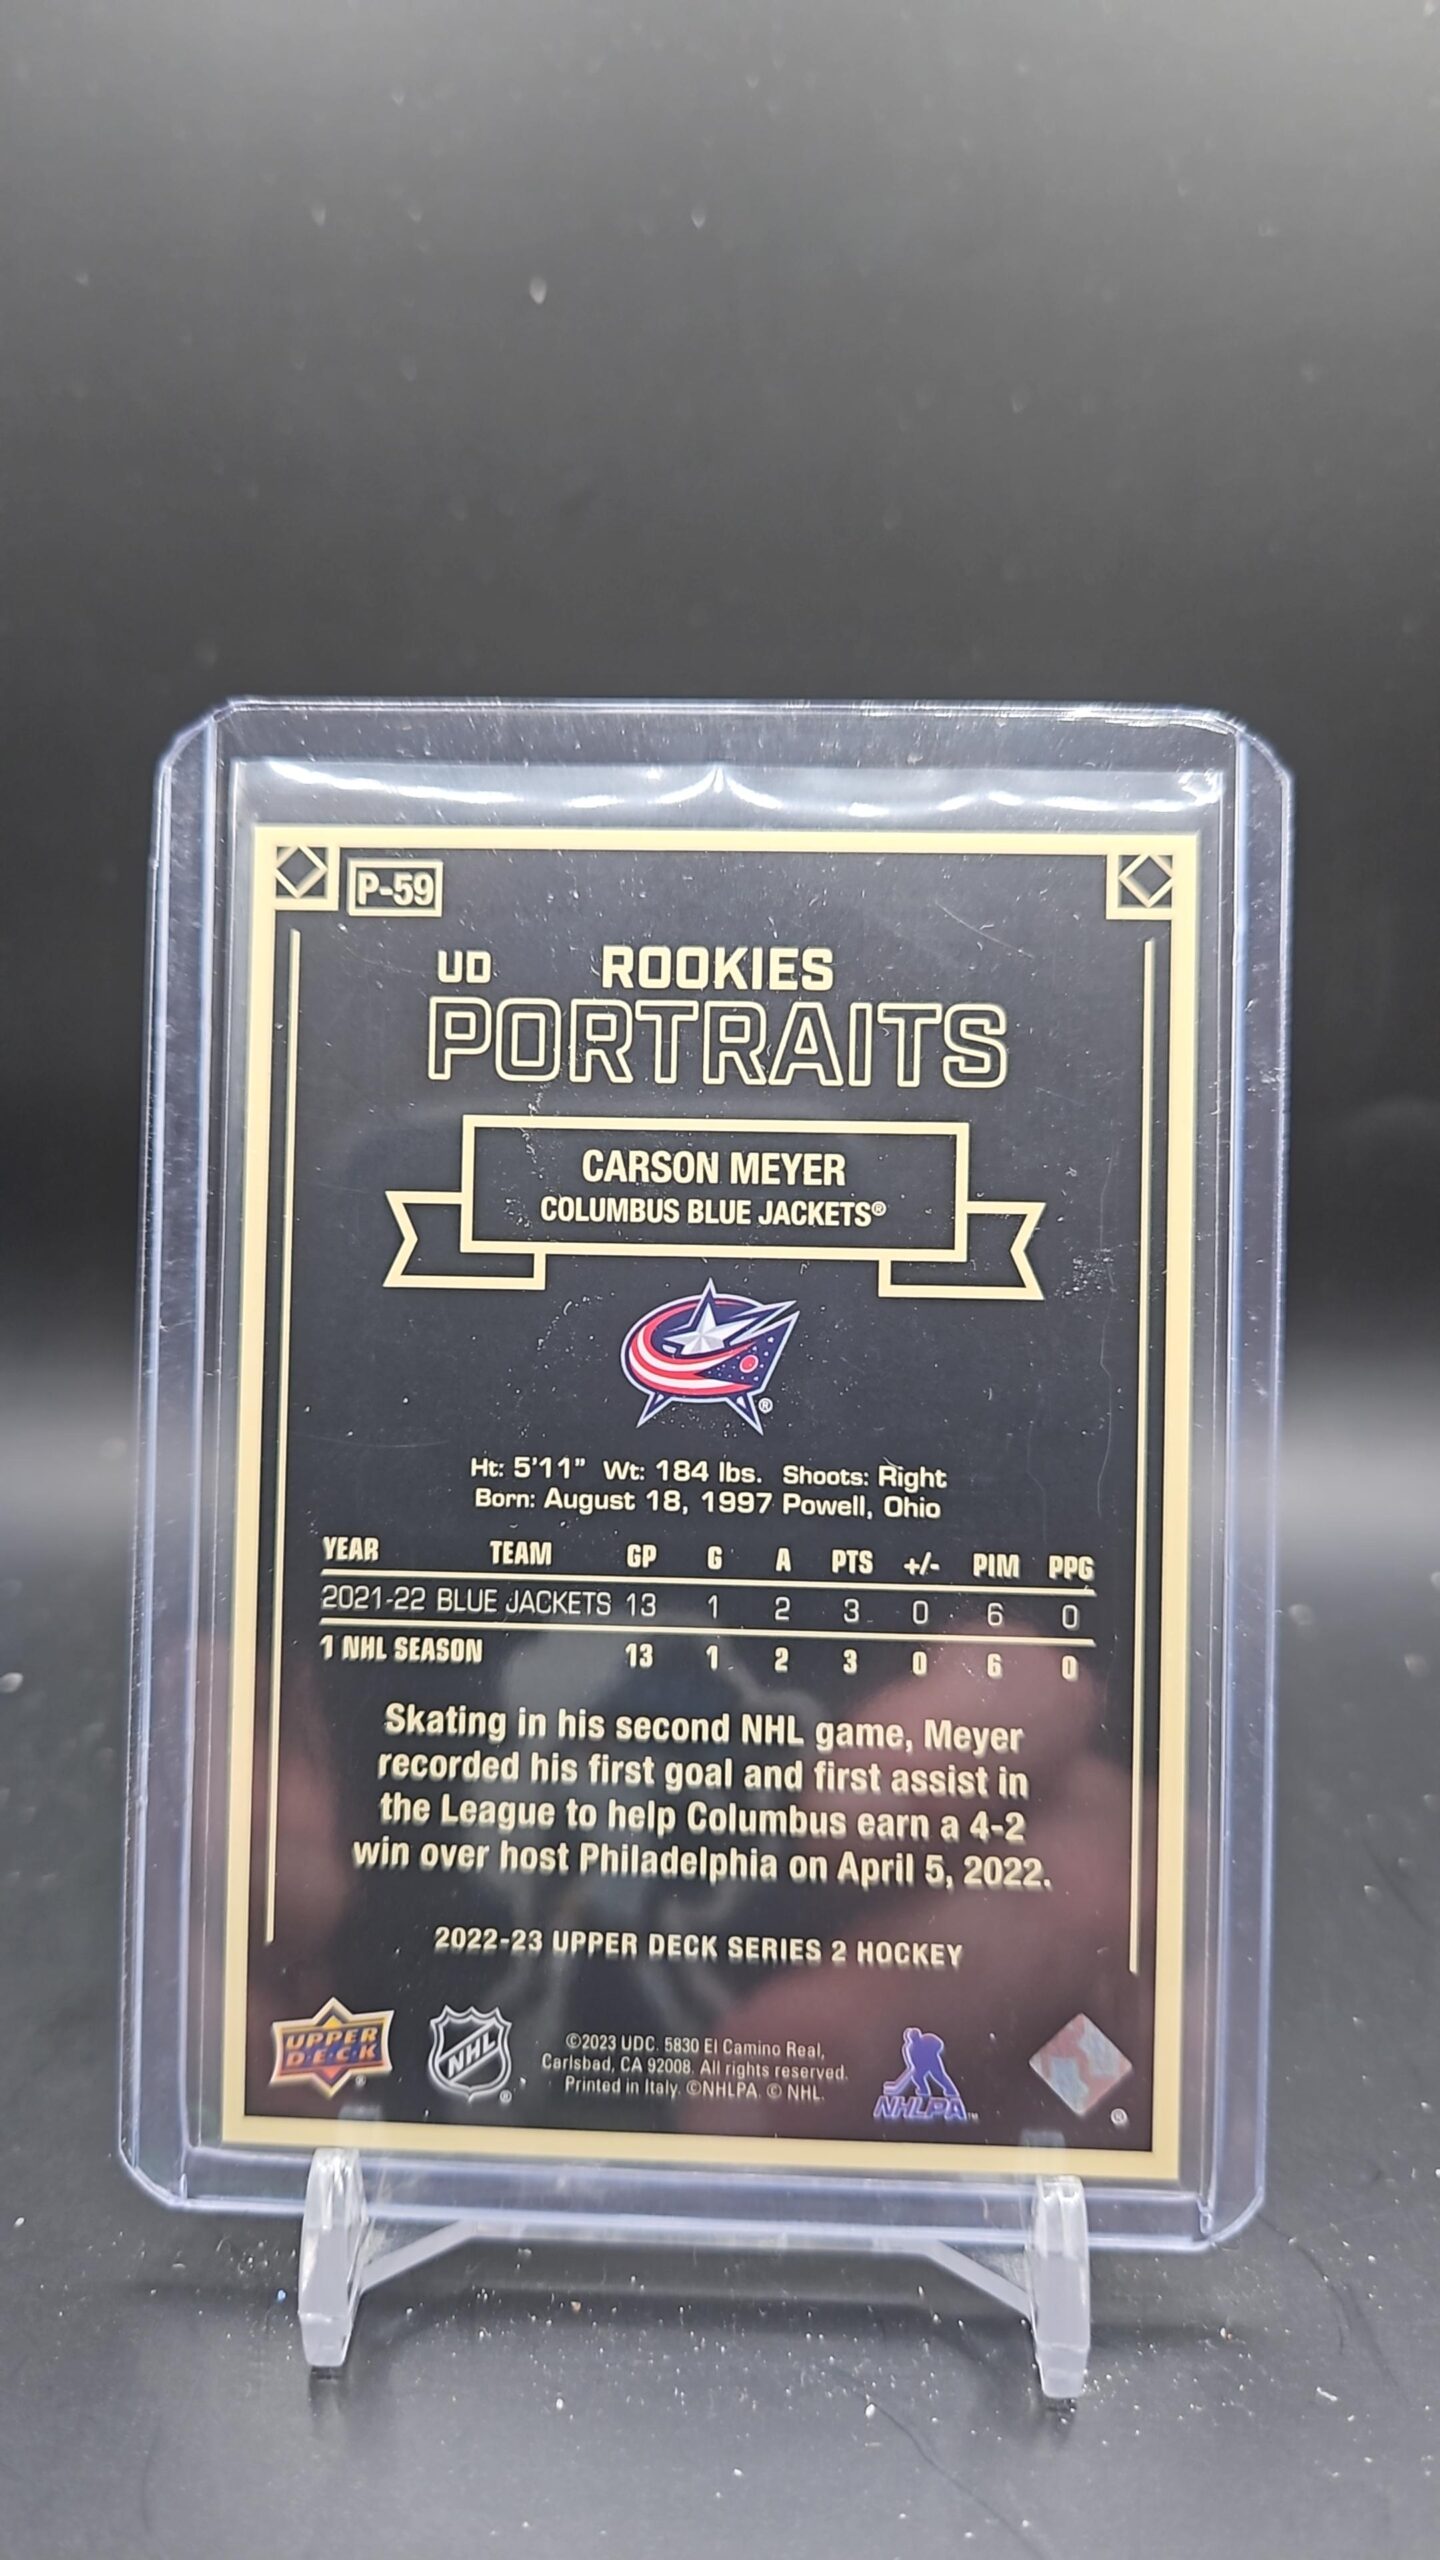 P-59
UD ROOKIES
PORTRAITS
CARSON MEYER
COLUMBUS BLUE JACKETS®
®
Ht: 5'11" Wt: 184 lbs. Shoots: Right
Born: August 18, 1997 Powell, Ohio
YEAR TEAM GP G A PTS +/- PIM PPG
2021-22 BLUE JACKETS 13 1 2 3 0 6 0
1 NHL SEASON 13 1 2 3 0 6 0
Skating in his second NHL game, Meyer
recorded his first goal and first assist in
the League to help Columbus earn a 4-2
win over host Philadelphia on April 5, 2022.
2022-23 UPPER DECK SERIES 2 HOCKEY
UPPER
DECK
®
NHL
®
©2023 UDC. 5830 El Camino Real,
Carlsbad, CA 92008. All rights reserved.
Printed in Italy. ©NHLPA. © NHL.
NHLPA™
®